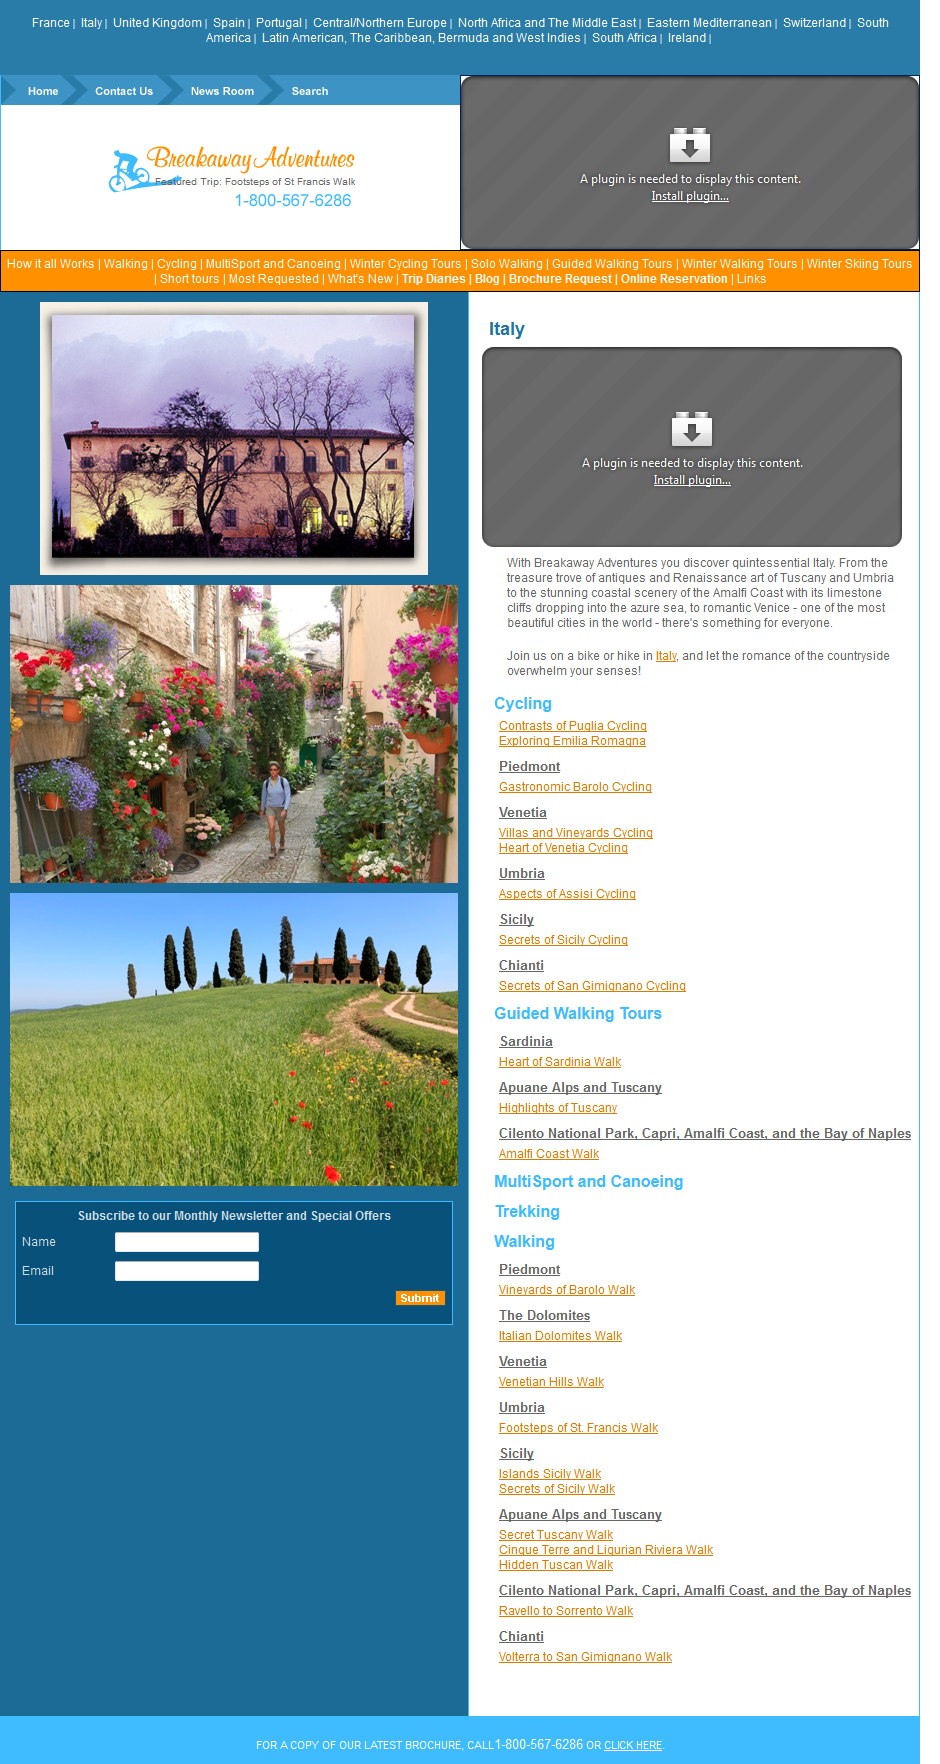 France | Italy | United Kingdom | Spain | Portugal | Central/Northern Europe | North Africa and The Middle East | Eastern Mediterranean | Switzerland | South
America | Latin American, The Caribbean, Bermuda and West Indies | South Africa | Ireland |
Home Contact Us News Room Search
Breakaway Adventures
Featured Trip: Footsteps of St Francis Walk
1-800-567-6286
A plugin is needed to display this content.
Install plugin...
How it all Works | Walking | Cycling | MultiSport and Canoeing | Winter Cycling Tours | Solo Walking | Guided Walking Tours | Winter Walking Tours | Winter Skiing Tours
| Short tours | Most Requested | What's New | Trip Diaries | Blog | Brochure Request | Online Reservation | Links
Italy
A plugin is needed to display this content.
Install plugin...
With Breakaway Adventures you discover quintessential Italy. From the
treasure trove of antiques and Renaissance art of Tuscany and Umbria
to the stunning coastal scenery of the Amalfi Coast with its limestone
cliffs dropping into the azure sea, to romantic Venice - one of the most
beautiful cities in the world - there's something for everyone.
Join us on a bike or hike in Italy, and let the romance of the countryside
overwhelm your senses!
Cycling
Contrasts of Puglia Cycling
Exploring Emilia Romagna
Piedmont
Gastronomic Barolo Cycling
Venetia
Villas and Vineyards Cycling
Heart of Venetia Cycling
Umbria
Aspects of Assisi Cycling
Sicily
Secrets of Sicily Cycling
Chianti
Secrets of San Gimignano Cycling
Guided Walking Tours
Sardinia
Heart of Sardinia Walk
Apuane Alps and Tuscany
Highlights of Tuscany
Cilento National Park, Capri, Amalfi Coast, and the Bay of Naples
Amalfi Coast Walk
MultiSport and Canoeing
Trekking
Walking
Piedmont
Vineyards of Barolo Walk
The Dolomites
Italian Dolomites Walk
Venetia
Venetian Hills Walk
Umbria
Footsteps of St. Francis Walk
Sicily
Islands Sicily Walk
Secrets of Sicily Walk
Apuane Alps and Tuscany
Secret Tuscany Walk
Cinque Terre and Ligurian Riviera Walk
Hidden Tuscan Walk
Cilento National Park, Capri, Amalfi Coast, and the Bay of Naples
Ravello to Sorrento Walk
Chianti
Volterra to San Gimignano Walk
Subscribe to our Monthly Newsletter and Special Offers
Name
Email
Submit
FOR A COPY OF OUR LATEST BROCHURE, CALL 1-800-567-6286 OR CLICK HERE.